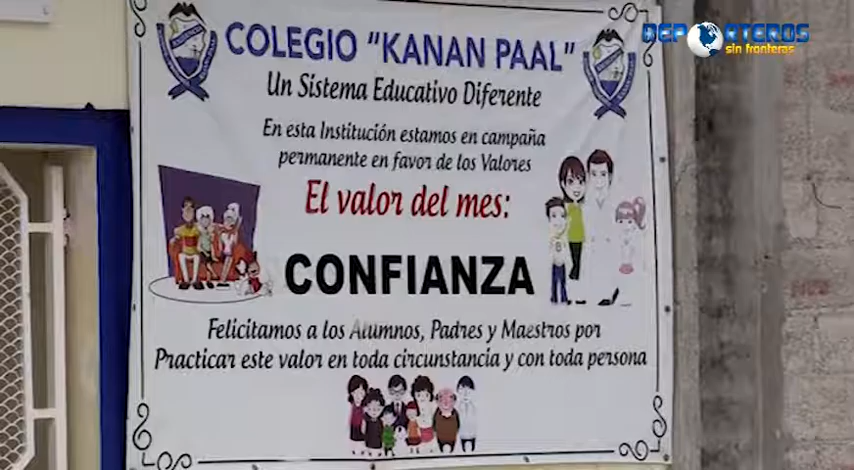 DEPORTEROS
sin fronteras
COLEGIO "KANAN PAAL"
Un Sistema Educativo Diferente
En esta Institución estamos en campaña
permanente en favor de los Valores
El valor del mes:
CONFIANZA
Felicitamos a los Alumnos, Padres y Maestros por
Practicar este valor en toda circunstancia y con toda persona